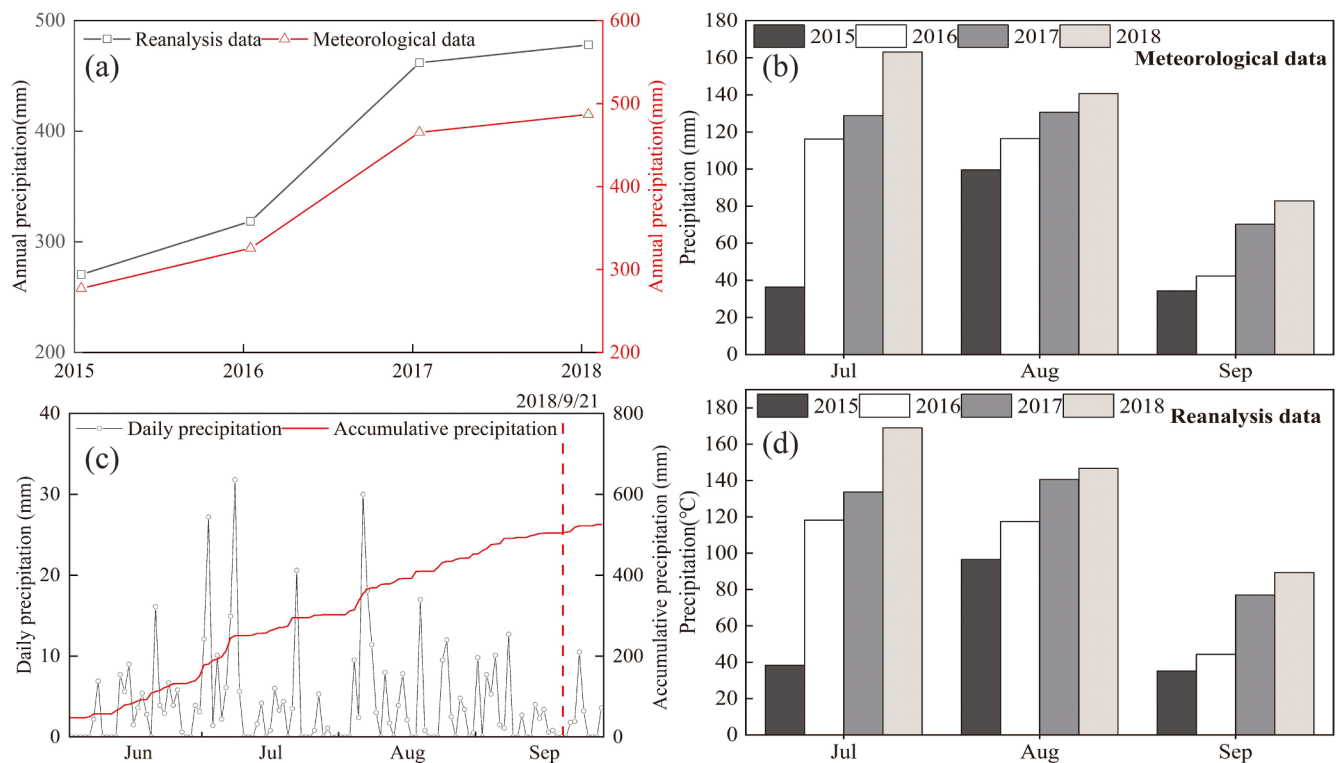 500
400
300
200
Annual precipitation(mm)
Reanalysis data
Meteorological data
(a)
600
500
400
300
200
Annual precipitation(mm)
2015
2016
2017
2018
180
160
140
120
100
80
60
40
20
0
Precipitation (mm)
2015
2016
2017
2018
(b)
Meteorological data
Jul
Aug
Sep
2018/9/21
40
30
20
10
0
Daily precipitation (mm)
Daily precipitation
Accumulative precipitation
(c)
800
600
400
200
0
Accumulative precipitation (mm)
Jun
Jul
Aug
Sep
180
160
140
120
100
80
60
40
20
0
Precipitation(°C)
2015
2016
2017
2018
Reanalysis data
(d)
Jul
Aug
Sep